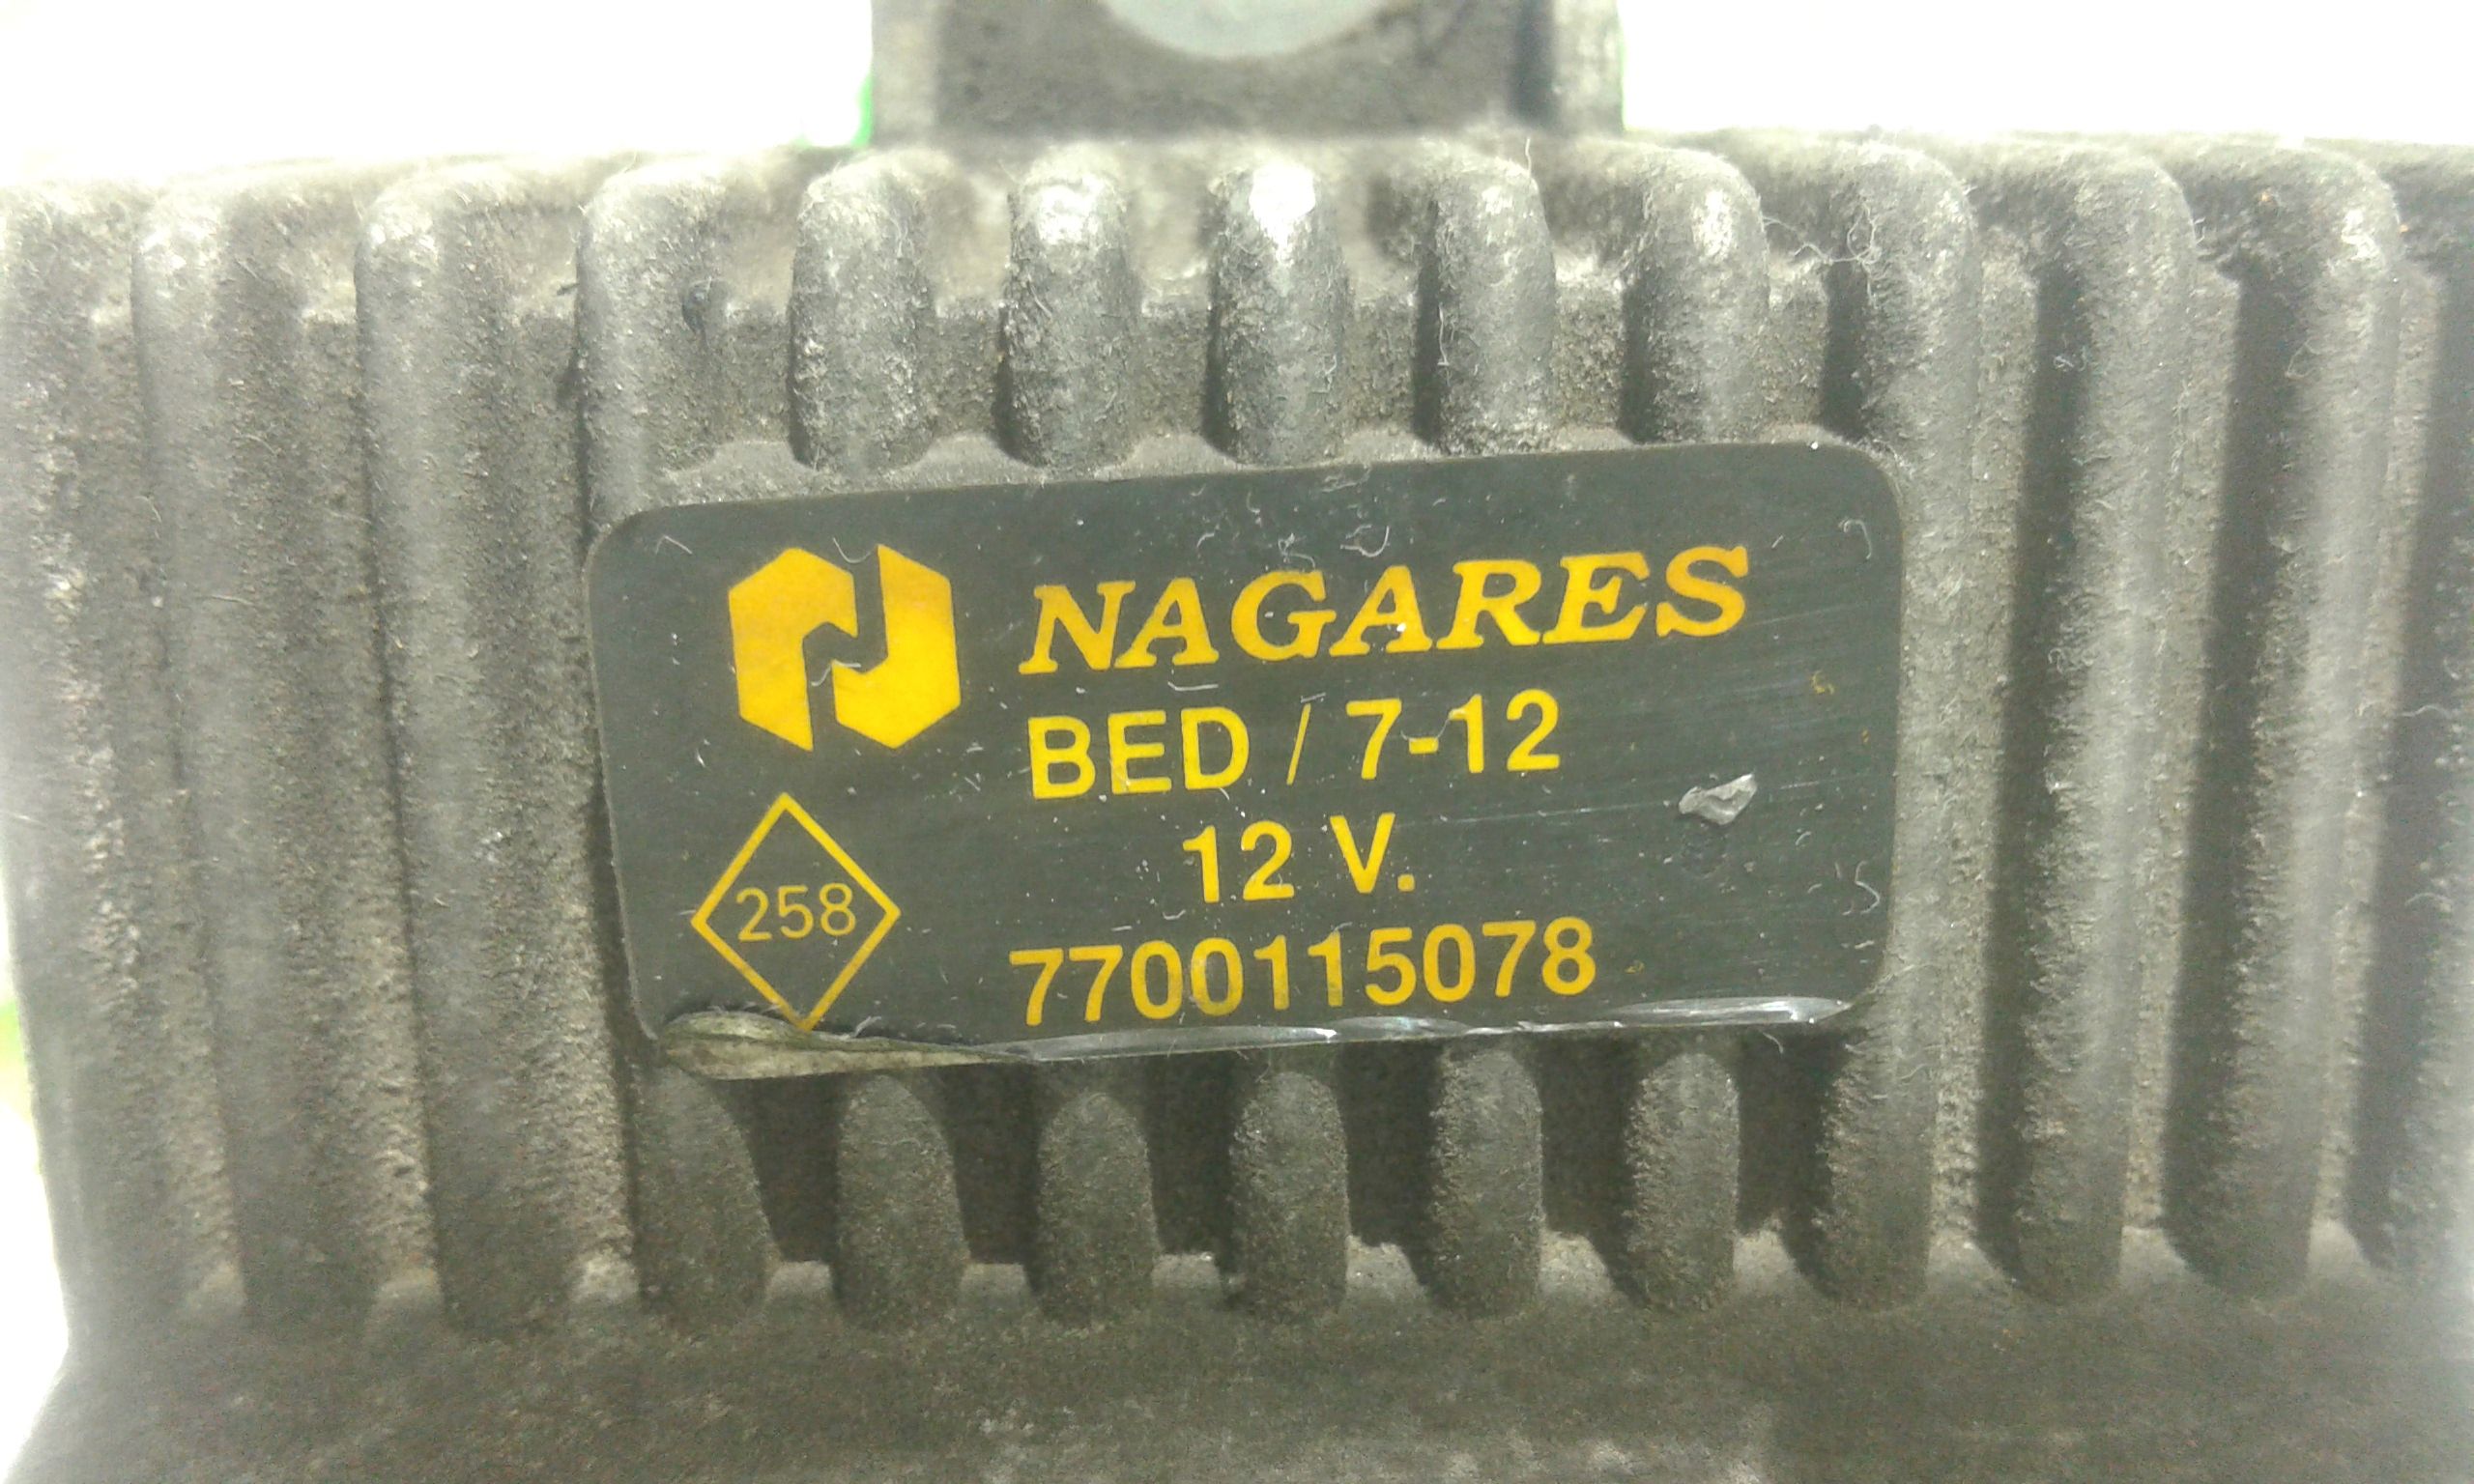 NAGARES
BED / 7-12
12 V.
258
7700115078